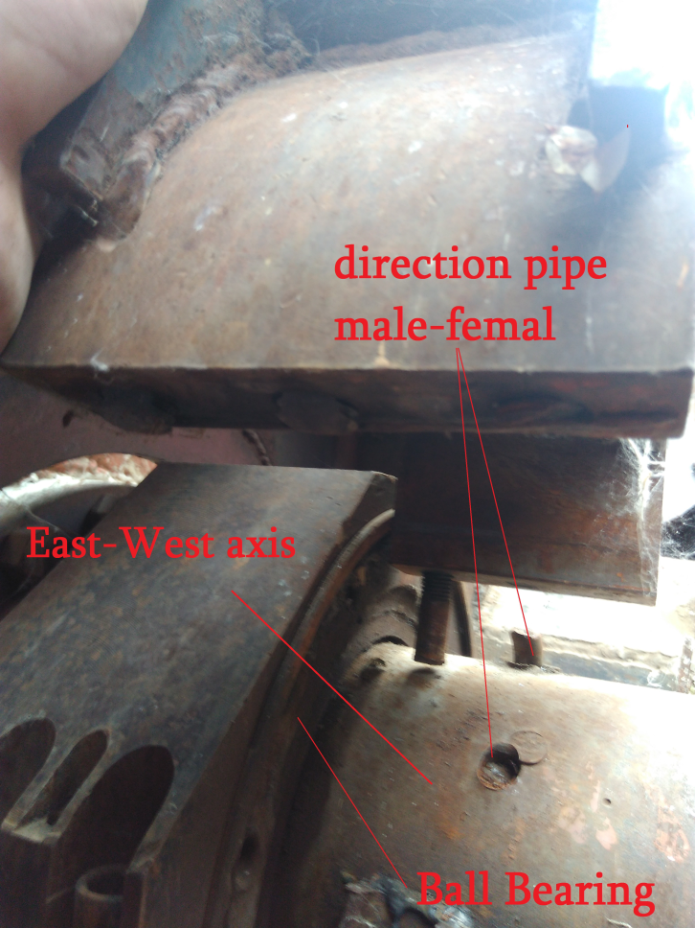 direction pipe
male-femal
East-West axis
Ball Bearing